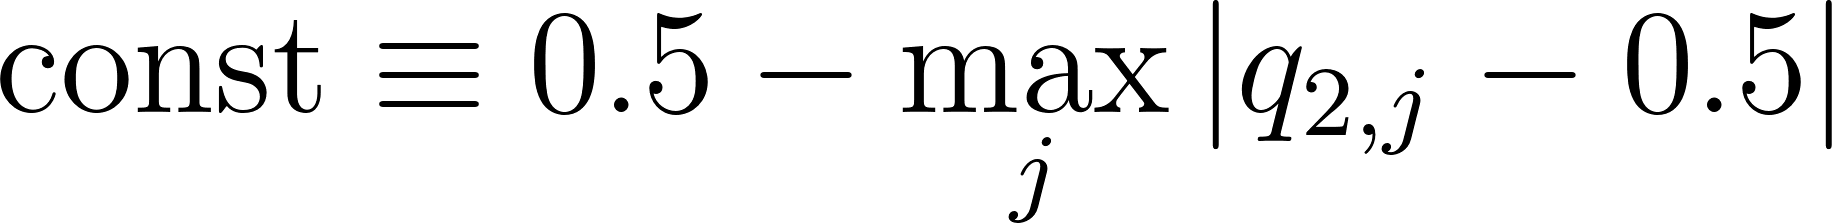 const ≡ 0.5 − max_j |q_{2,j} − 0.5|